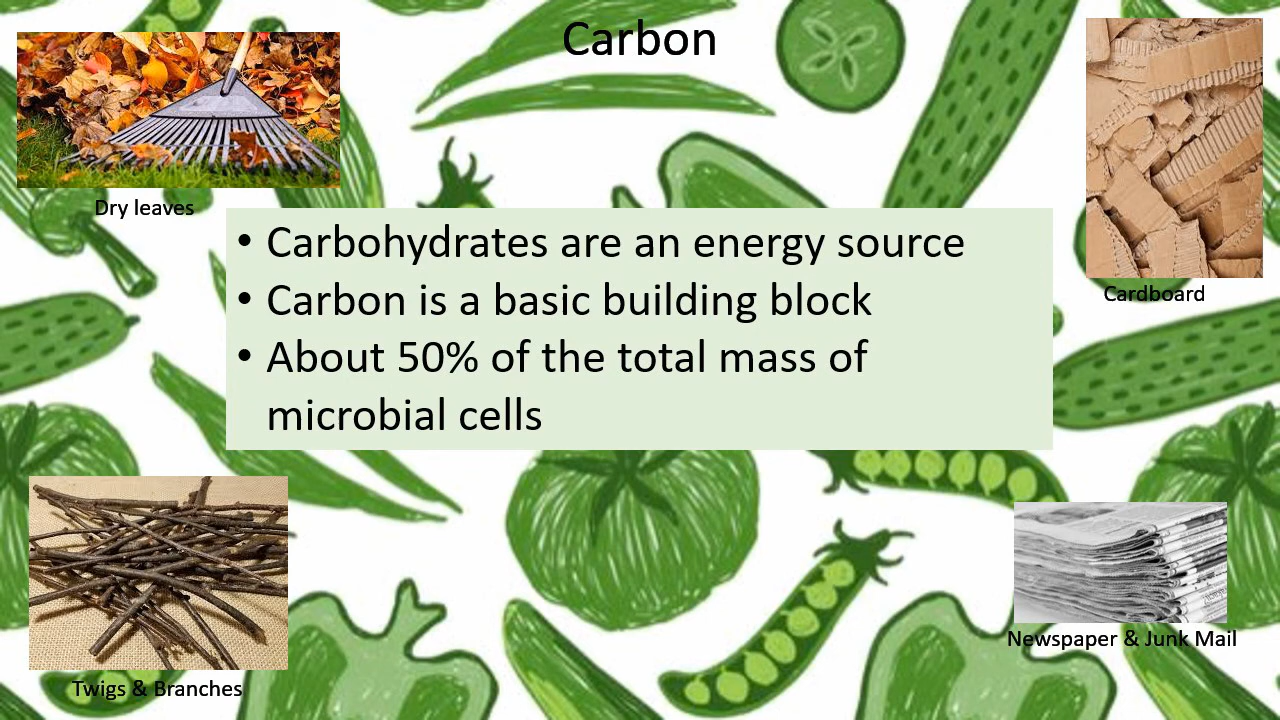 Carbon
Dry leaves
• Carbohydrates are an energy source
• Carbon is a basic building block
• About 50% of the total mass of
microbial cells
Cardboard
Twigs & Branches
Newspaper & Junk Mail